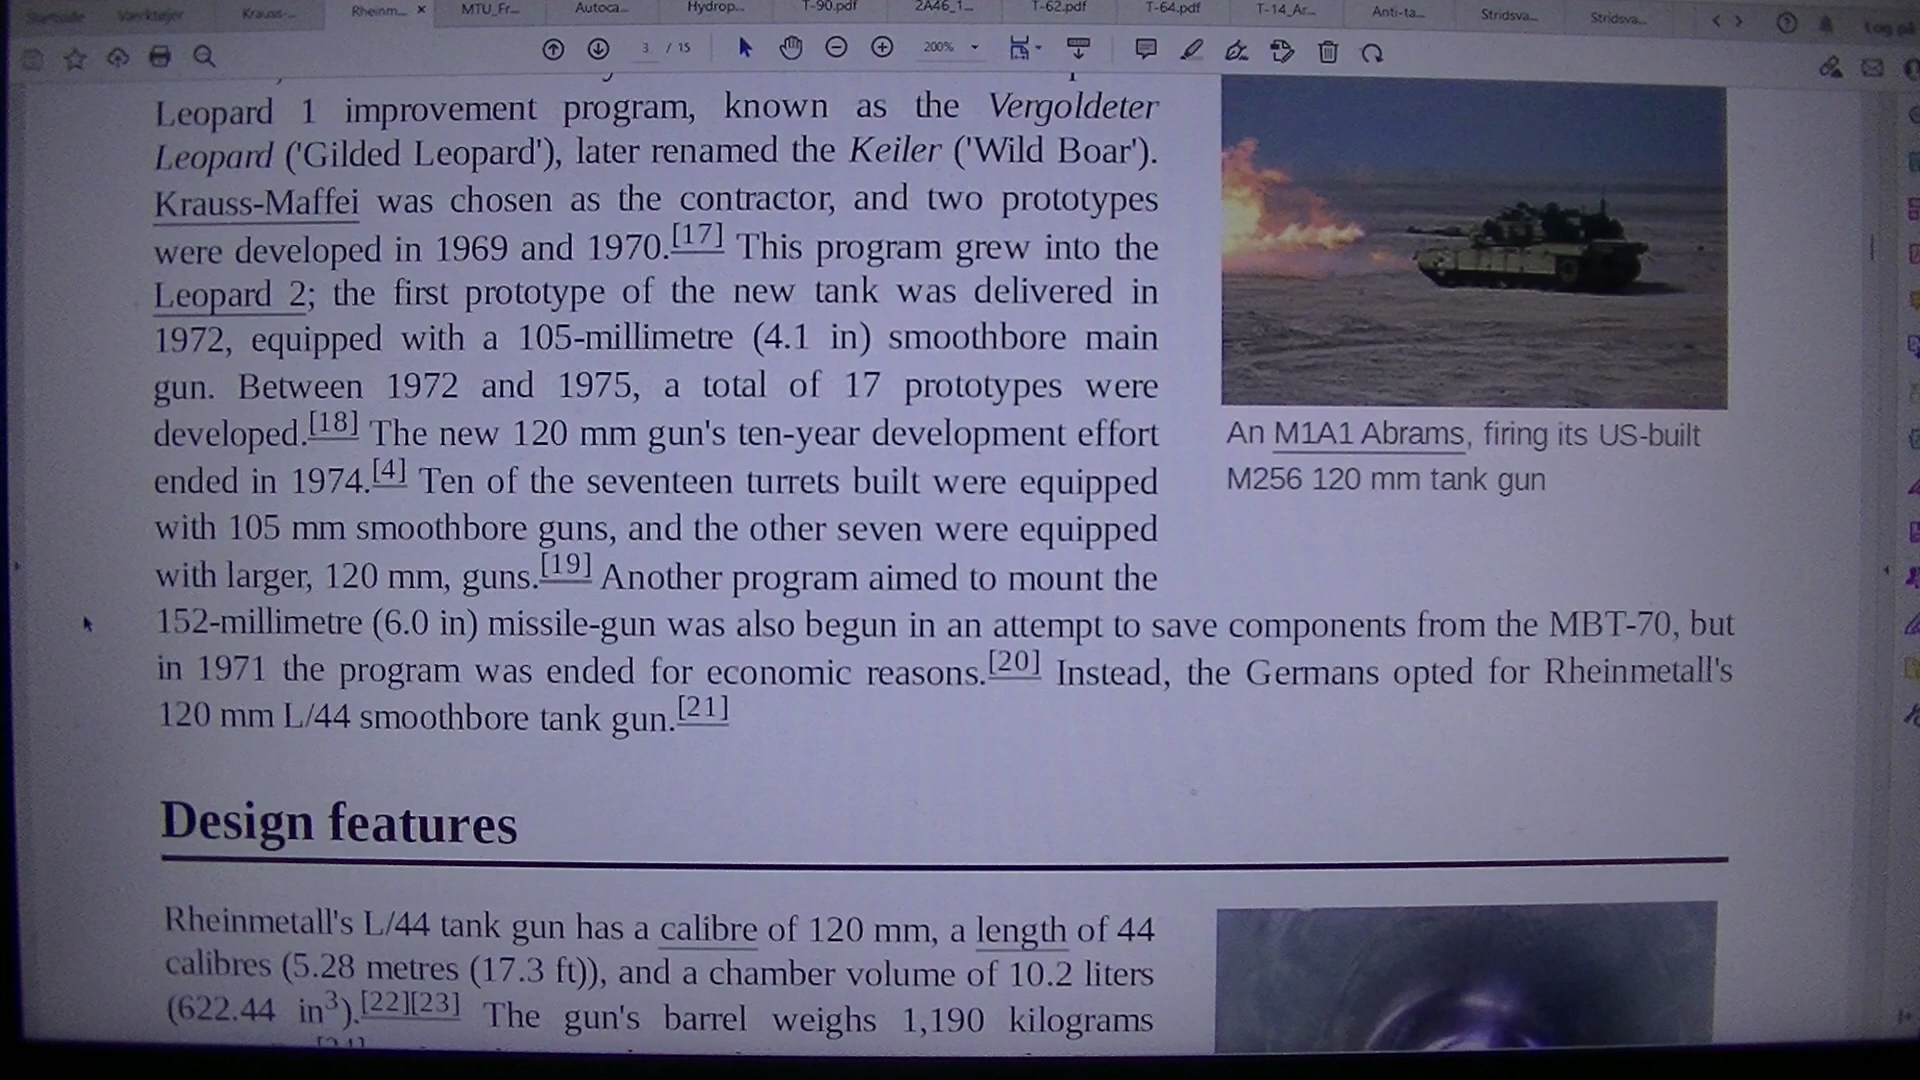 Startside
Værktøjer
Krauss-...
Rheinm... ×
MTU_Fr...
Autoca...
Hydrop...
T-90.pdf
2A46_1...
T-62.pdf
T-64.pdf
T-14_Ar...
Anti-ta...
Stridsva...
Stridsva...
Log på
3 / 15
200%
Leopard 1 improvement program, known as the Vergoldeter
Leopard ('Gilded Leopard'), later renamed the Keiler ('Wild Boar').
Krauss-Maffei was chosen as the contractor, and two prototypes
were developed in 1969 and 1970.[17] This program grew into the
Leopard 2; the first prototype of the new tank was delivered in
1972, equipped with a 105-millimetre (4.1 in) smoothbore main
gun. Between 1972 and 1975, a total of 17 prototypes were
developed.[18] The new 120 mm gun's ten-year development effort
ended in 1974.[4] Ten of the seventeen turrets built were equipped
with 105 mm smoothbore guns, and the other seven were equipped
with larger, 120 mm, guns.[19] Another program aimed to mount the
152-millimetre (6.0 in) missile-gun was also begun in an attempt to save components from the MBT-70, but
in 1971 the program was ended for economic reasons.[20] Instead, the Germans opted for Rheinmetall's
120 mm L/44 smoothbore tank gun.[21]
An M1A1 Abrams, firing its US-built
M256 120 mm tank gun
Design features
Rheinmetall's L/44 tank gun has a calibre of 120 mm, a length of 44
calibres (5.28 metres (17.3 ft)), and a chamber volume of 10.2 liters
(622.44 in³).[22][23] The gun's barrel weighs 1,190 kilograms